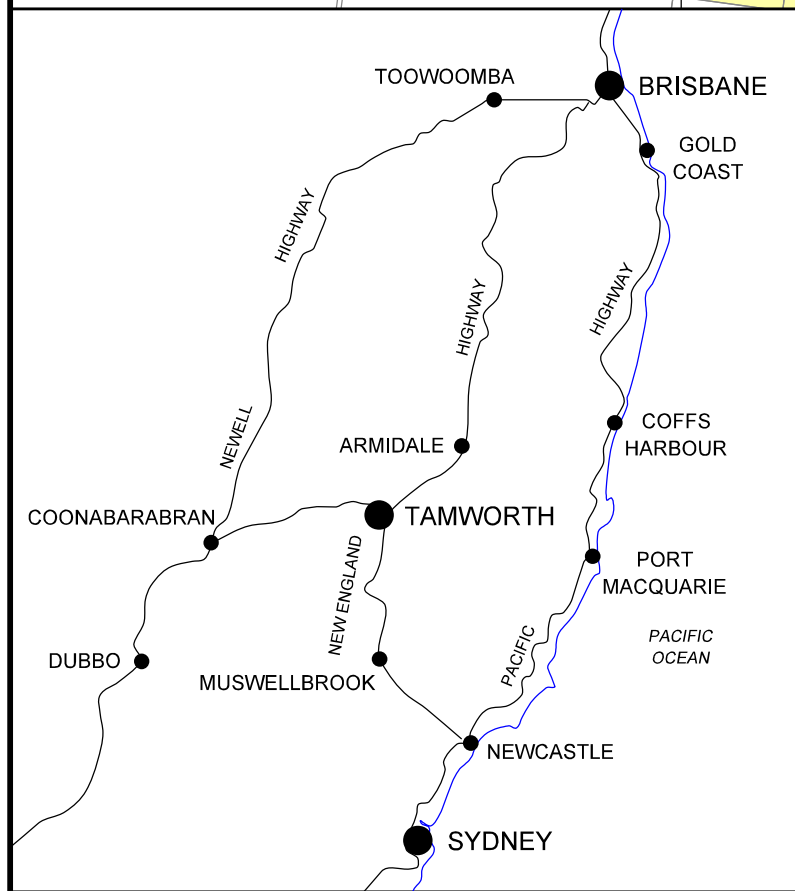 TOOWOOMBA
BRISBANE
GOLD
COAST
HIGHWAY
HIGHWAY
HIGHWAY
NEWELL
ARMIDALE
COFFS
HARBOUR
COONABARABRAN
TAMWORTH
NEW ENGLAND
PORT
MACQUARIE
PACIFIC
PACIFIC
OCEAN
DUBBO
MUSWELLBROOK
NEWCASTLE
SYDNEY